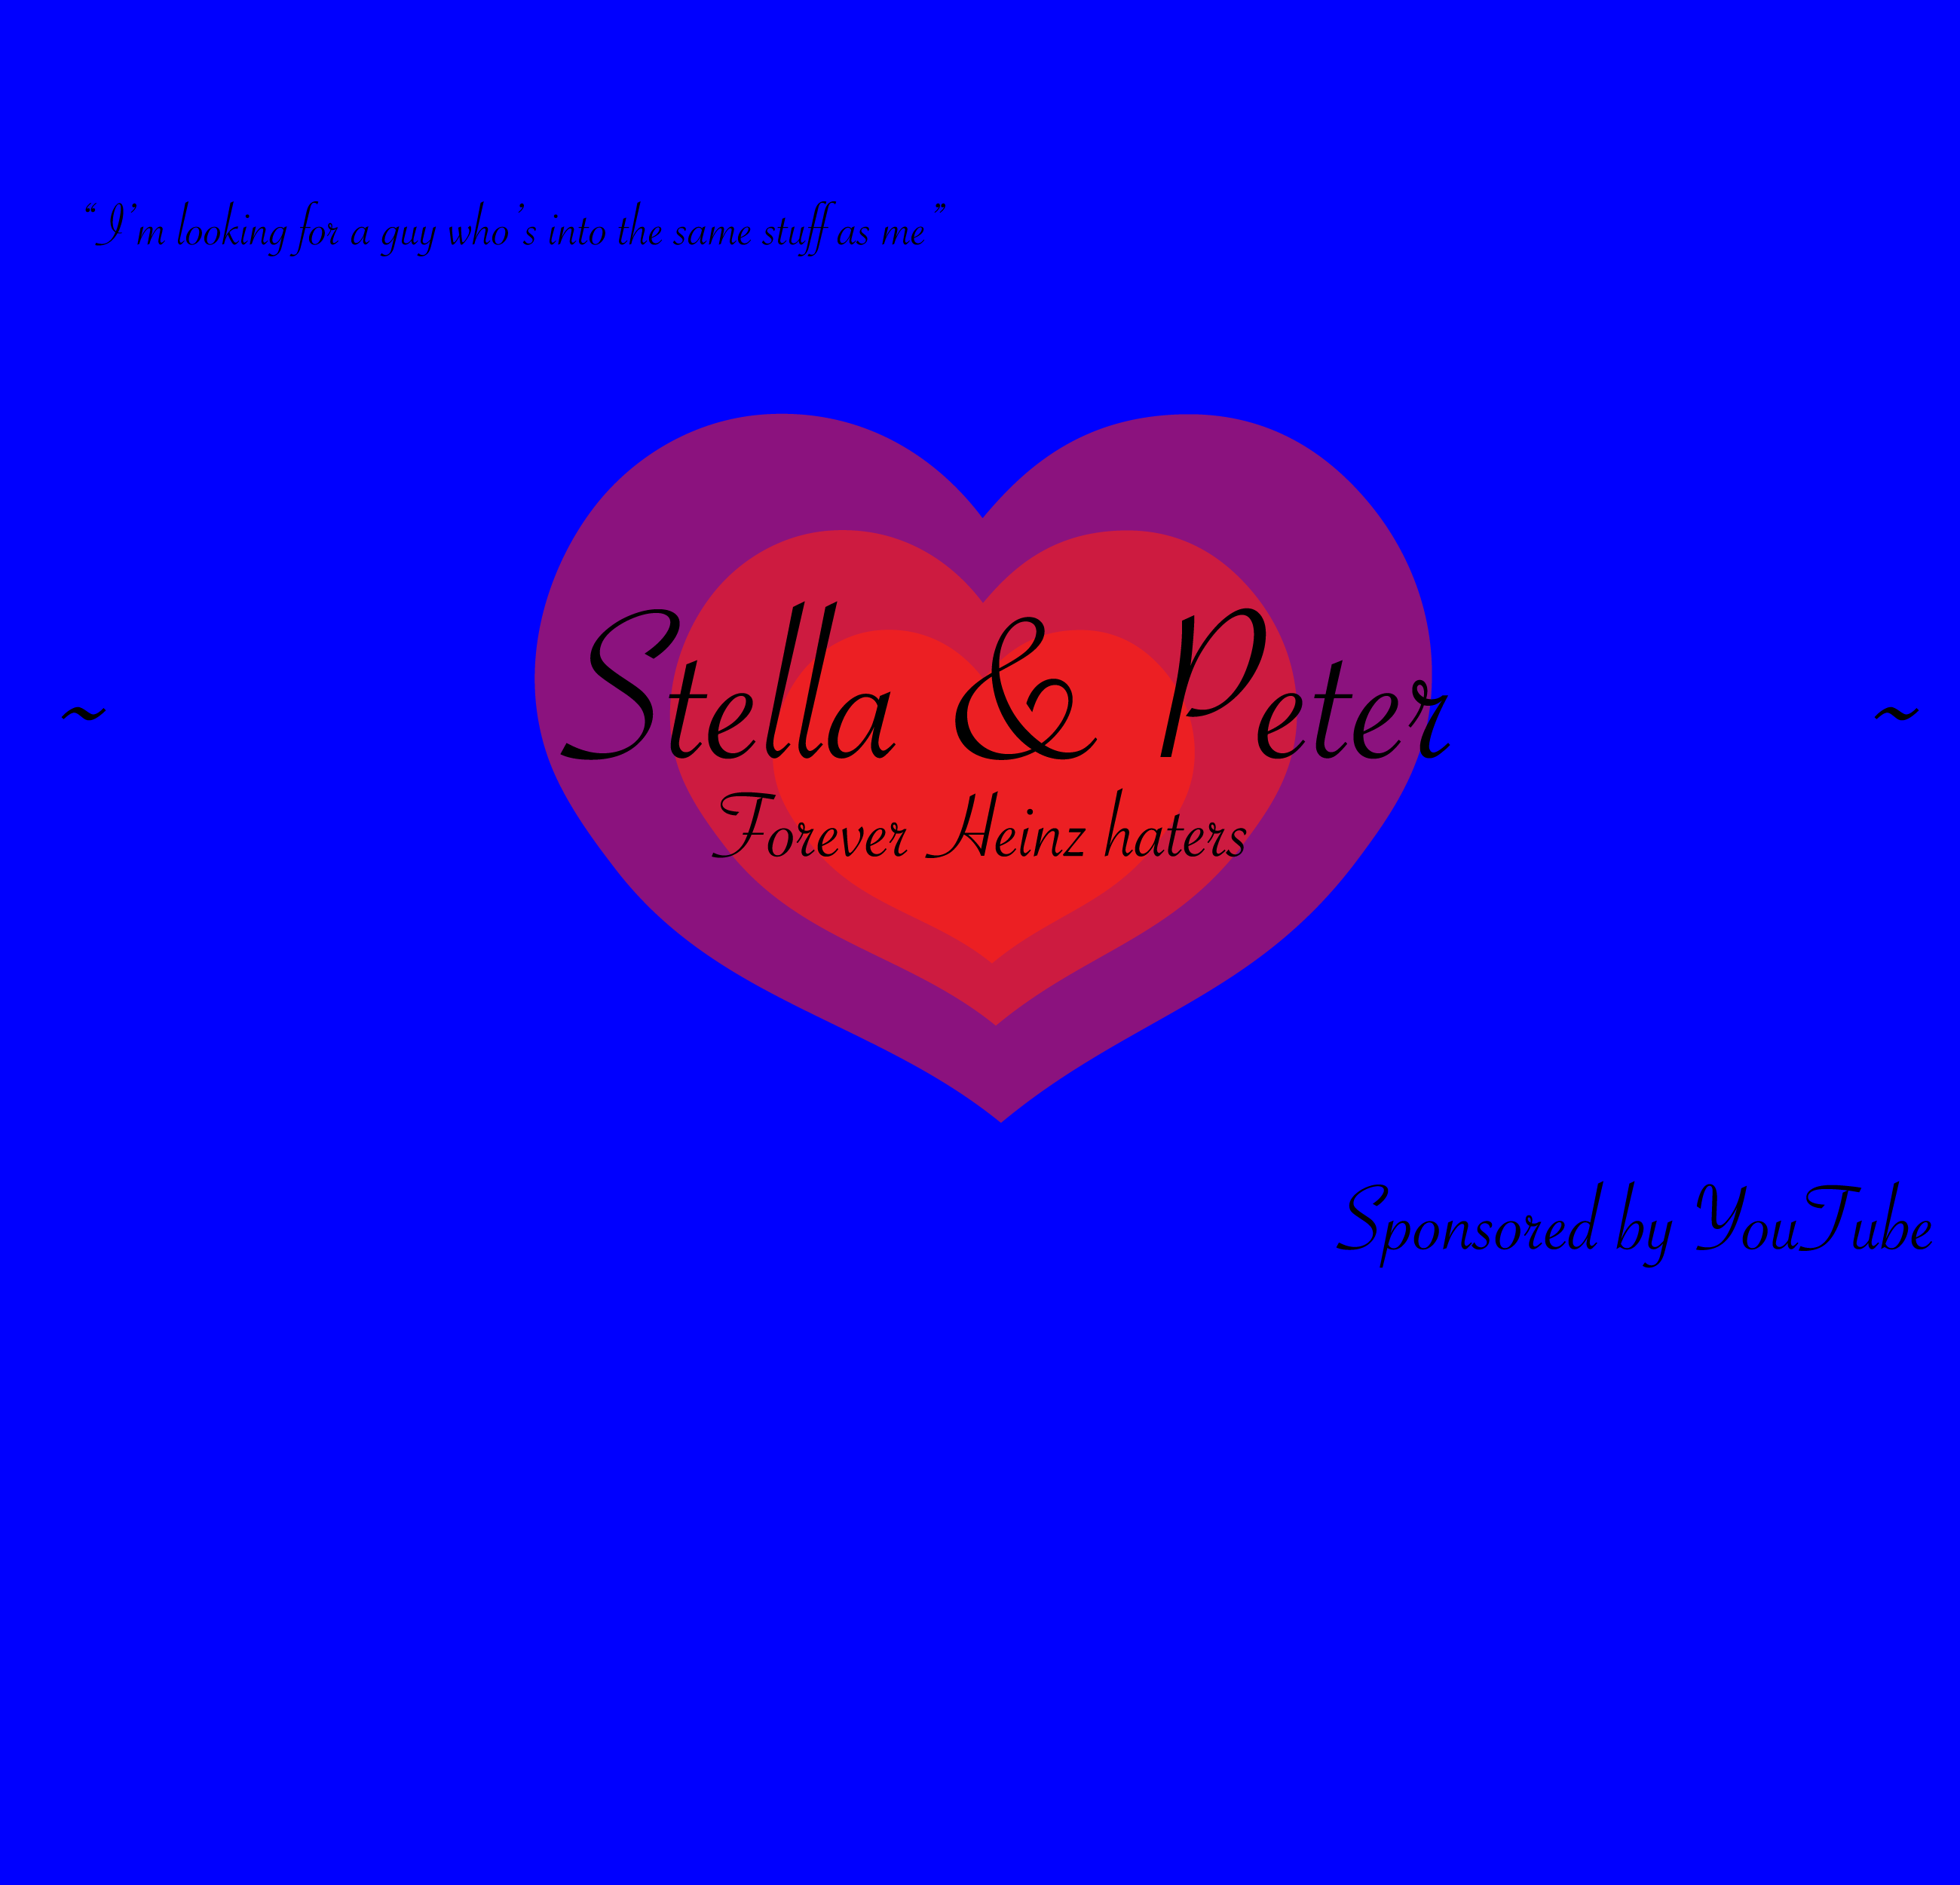 “I’m looking for a guy who’s into the same stuff as me”
~ Stella & Peter ~
Forever Heinz haters
Sponsored by YouTube